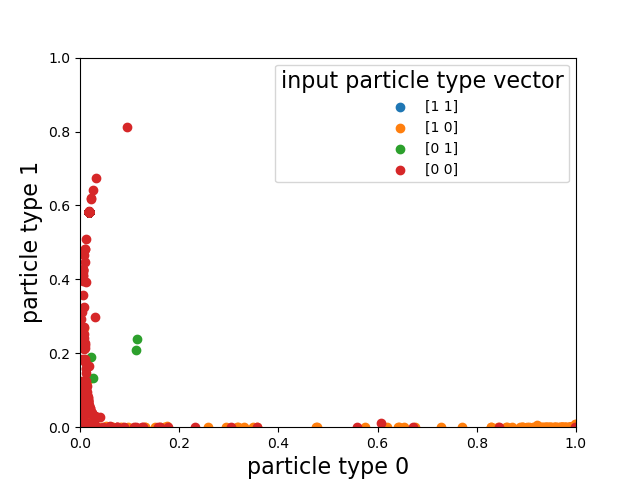 input particle type vector
[1 1]
[1 0]
[0 1]
[0 0]
particle type 1
1.0
0.8
0.6
0.4
0.2
0.0
0.0 0.2 0.4 0.6 0.8 1.0
particle type 0